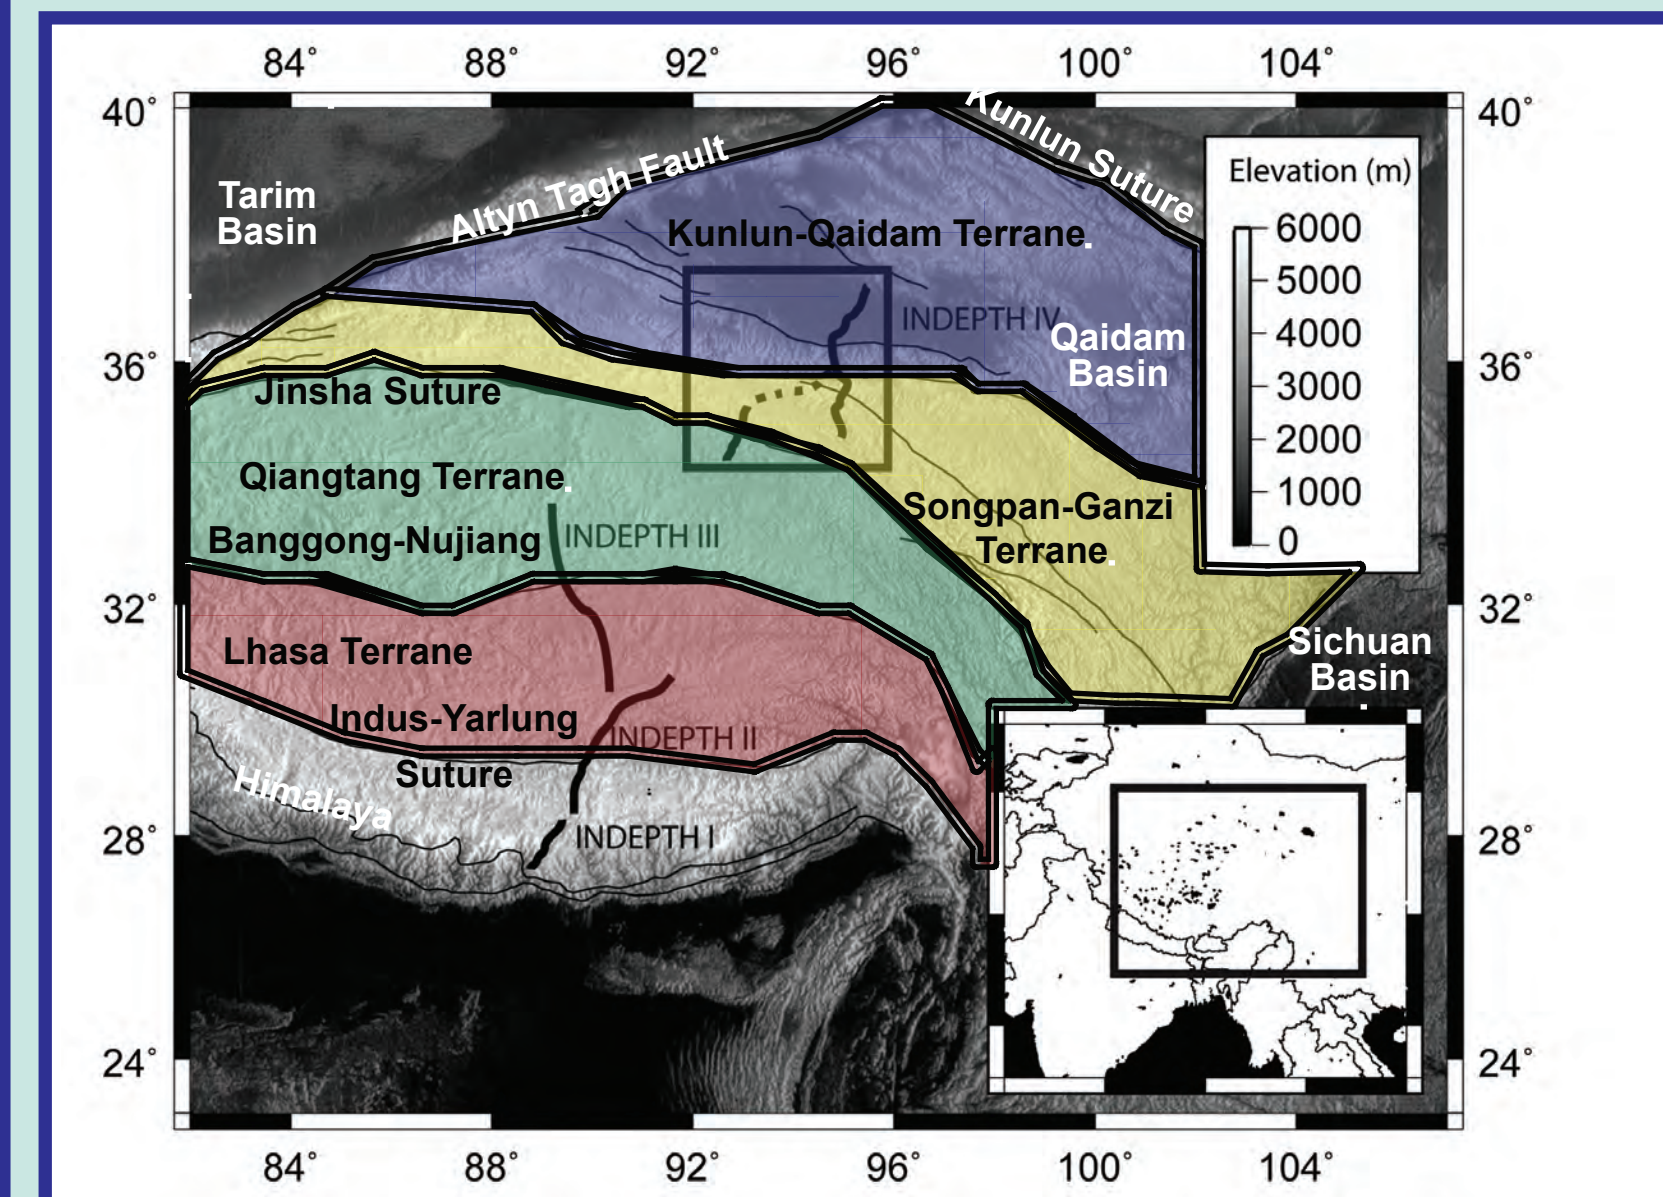 84° 88° 92° 96° 100° 104°
40° 40°
Kunlun Suture
Altyn Tagh Fault
Elevation (m)
Tarim
Basin
6000
Kunlun-Qaidam Terrane
5000
INDEPTH IV
4000
Qaidam
Basin
36° 36°
3000
Jinsha Suture
2000
Qiangtang Terrane
1000
Songpan-Ganzi
Terrane
Banggong-Nujiang
INDEPTH III
0
32° 32°
Sichuan
Basin
Lhasa Terrane
Indus-Yarlung
Suture
INDEPTH II
Himalaya
INDEPTH I
28° 28°
24° 24°
84° 88° 92° 96° 100° 104°